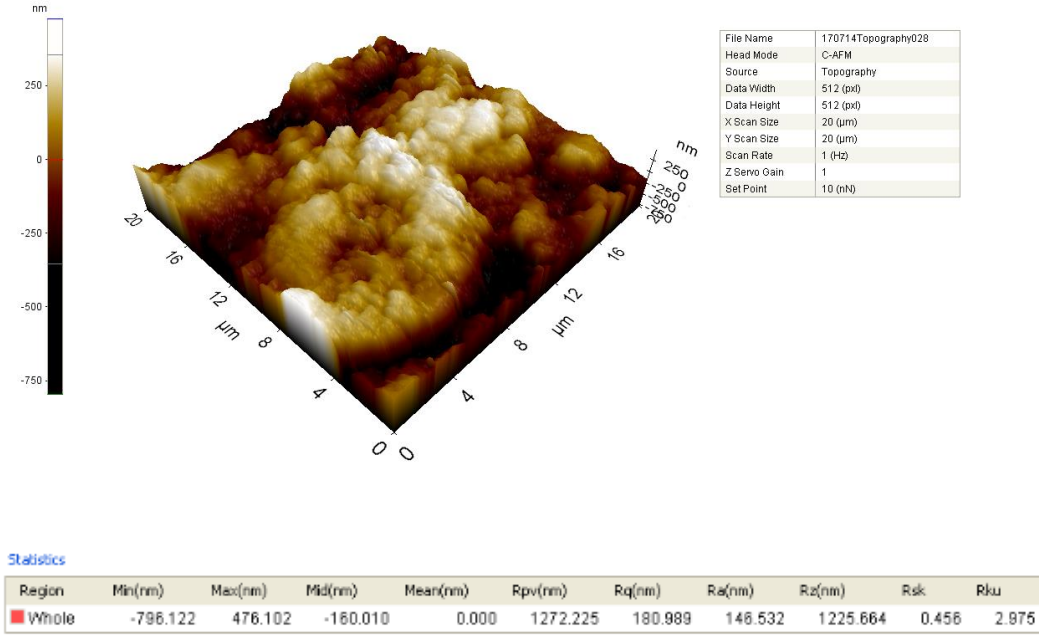 nm
250
0
-250
-500
-750
File Name 170714Topography028
Head Mode C-AFM
Source Topography
Data Width 512 (pxl)
Data Height 512 (pxl)
X Scan Size 20 (µm)
Y Scan Size 20 (µm)
Scan Rate 1 (Hz)
Z Servo Gain 1
Set Point 10 (nN)
nm
250
0
-250
-500
20
16
12
µm
8
4
0
0
4
8
µm
12
16
Statistics
Region Min(nm) Max(nm) Mid(nm) Mean(nm) Rpv(nm) Rq(nm) Ra(nm) Rz(nm) Rsk Rku
Whole -796.122 476.102 -160.010 0.000 1272.225 180.989 146.532 1225.664 0.456 2.975